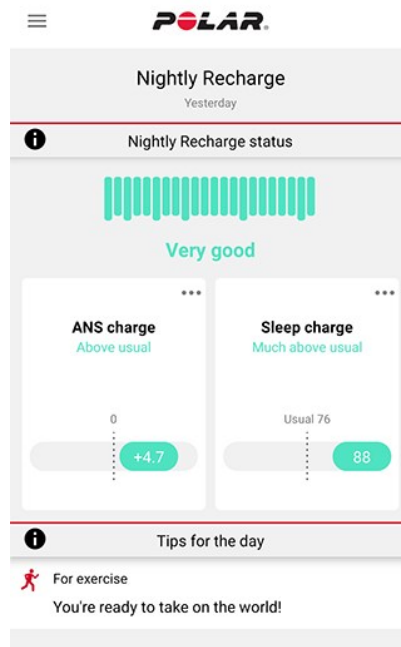 POLAR.
Nightly Recharge
Yesterday
Nightly Recharge status
Very good
ANS charge
Above usual
0
+4.7
Sleep charge
Much above usual
Usual 76
88
Tips for the day
For exercise
You're ready to take on the world!